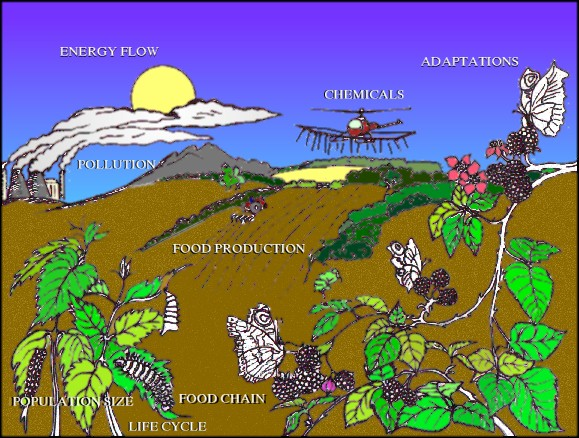 ENERGY FLOW
ADAPTATIONS
CHEMICALS
POLLUTION
FOOD PRODUCTION
POPULATION SIZE
FOOD CHAIN
LIFE CYCLE